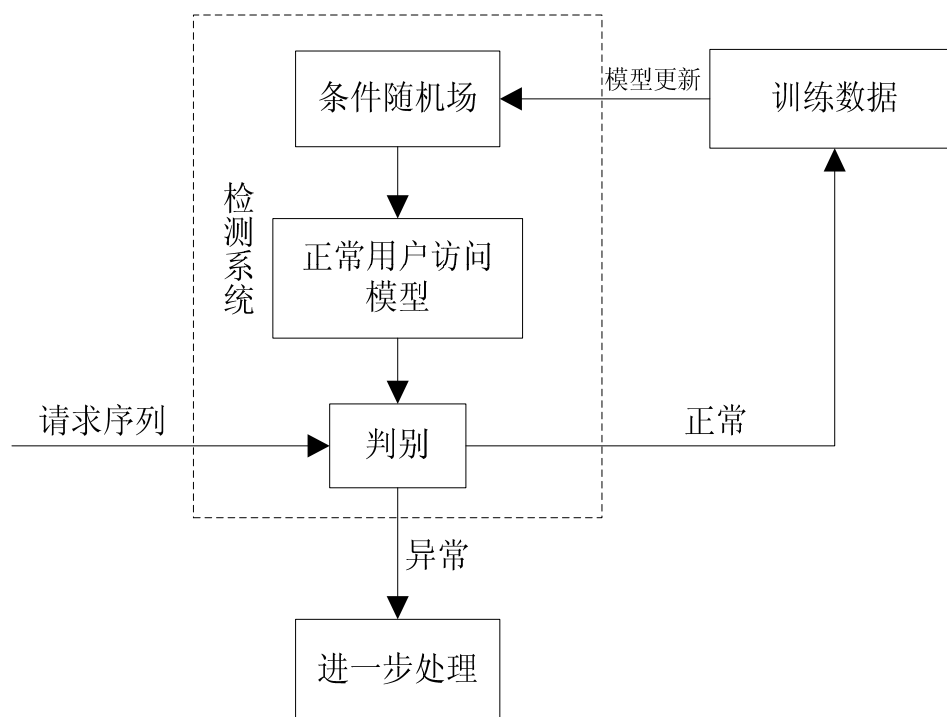 条件随机场
模型更新
训练数据
检测系统
正常用户访问
模型
请求序列
判别
正常
异常
进一步处理